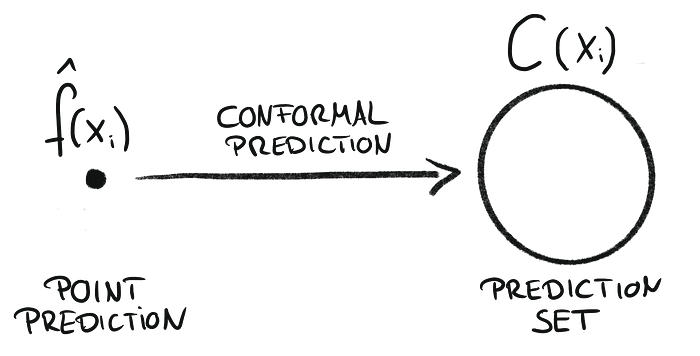 f̂(xᵢ)
CONFORMAL
PREDICTION
C(xᵢ)
POINT
PREDICTION
PREDICTION
SET